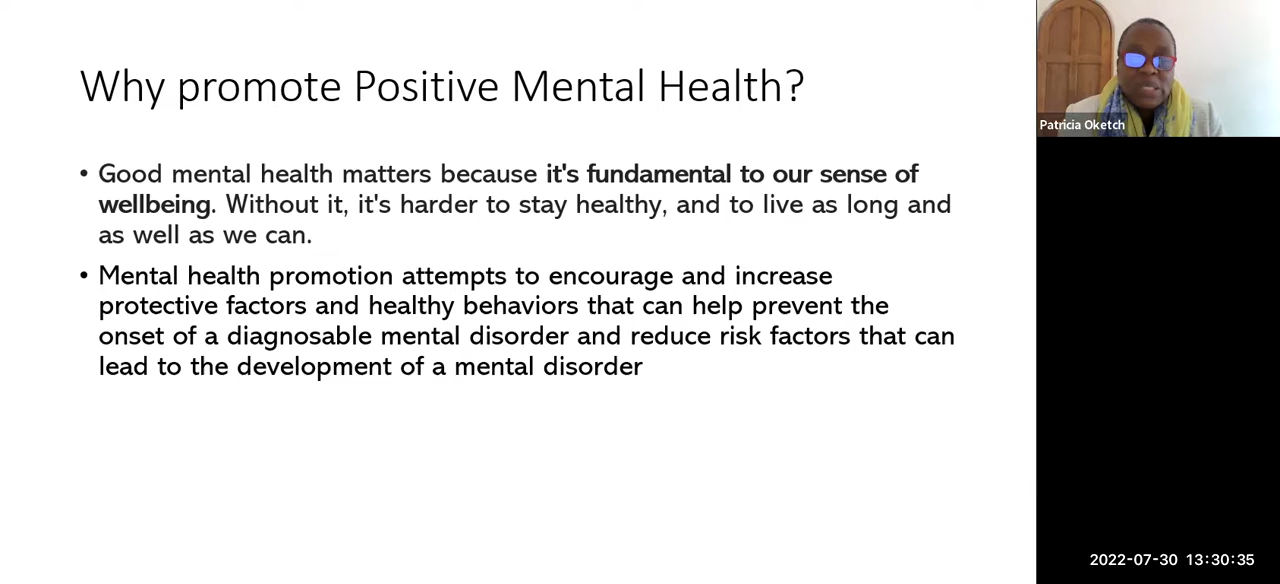 Why promote Positive Mental Health?
• Good mental health matters because it's fundamental to our sense of
wellbeing. Without it, it's harder to stay healthy, and to live as long and
as well as we can.
• Mental health promotion attempts to encourage and increase
protective factors and healthy behaviors that can help prevent the
onset of a diagnosable mental disorder and reduce risk factors that can
lead to the development of a mental disorder
Patricia Oketch
2022-07-30 13:30:35